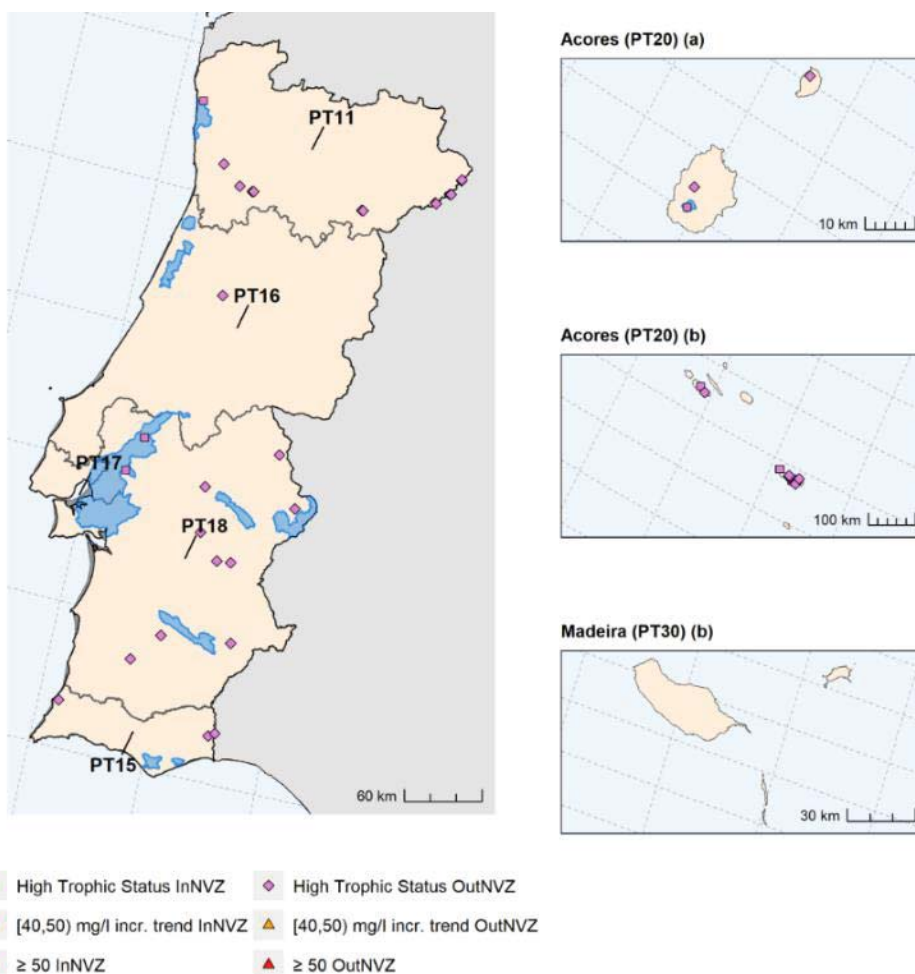 Acores (PT20) (a)
PT11
10 km
PT16
Acores (PT20) (b)
PT17
100 km
PT18
Madeira (PT30) (b)
PT15
60 km
30 km
High Trophic Status InNVZ
High Trophic Status OutNVZ
[40,50) mg/l incr. trend InNVZ
[40,50) mg/l incr. trend OutNVZ
≥ 50 InNVZ
≥ 50 OutNVZ